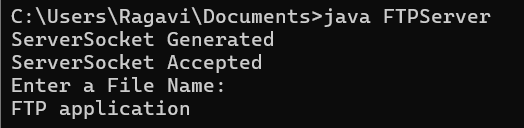 C:\Users\Ragavi\Documents>java FTPServer
ServerSocket Generated
ServerSocket Accepted
Enter a File Name:
FTP application